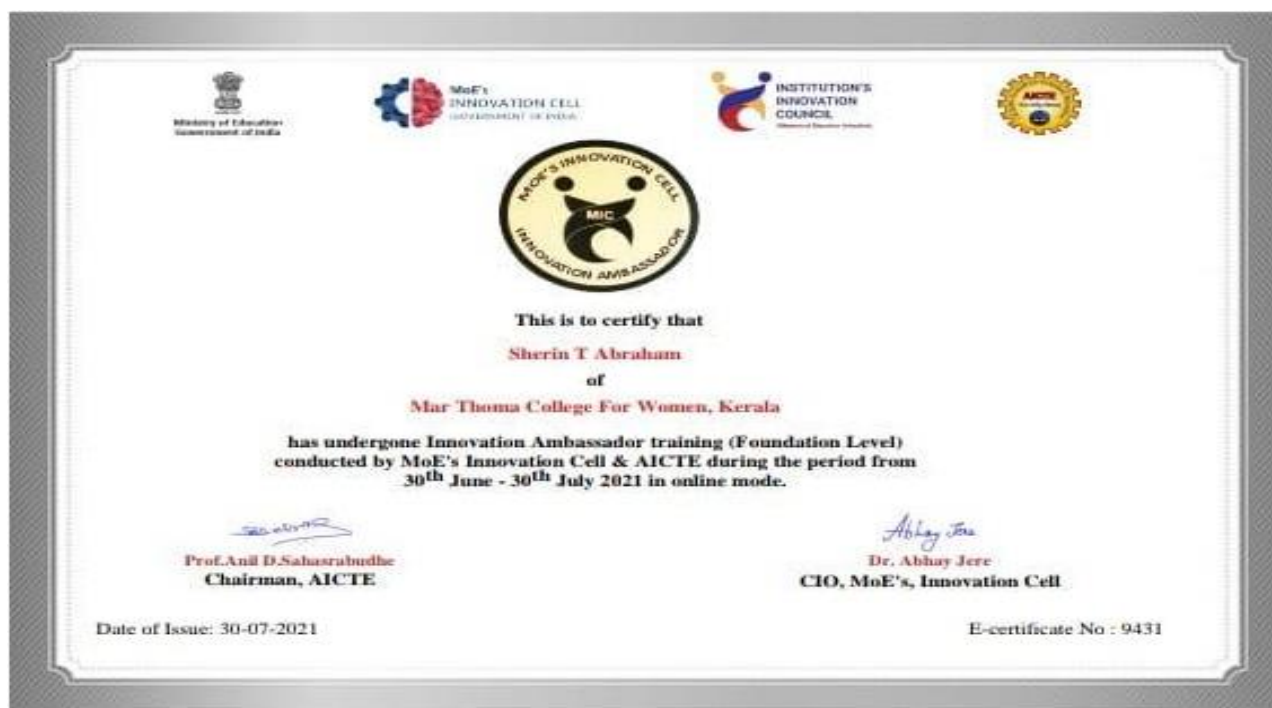 Ministry of Education
Government of India
MoE's
INNOVATION CELL
GOVERNMENT OF INDIA
INSTITUTION'S
INNOVATION
COUNCIL
AICTE
MOE'S INNOVATION CELL
MIC
INNOVATION AMBASSADOR
This is to certify that
Sherin T Abraham
of
Mar Thoma College For Women, Kerala
has undergone Innovation Ambassador training (Foundation Level)
conducted by MoE's Innovation Cell & AICTE during the period from
30th June - 30th July 2021 in online mode.
Abhay Jere
Prof.Anil D.Sahasrabudhe
Dr. Abhay Jere
Chairman, AICTE
CIO, MoE's, Innovation Cell
Date of Issue: 30-07-2021
E-certificate No : 9431